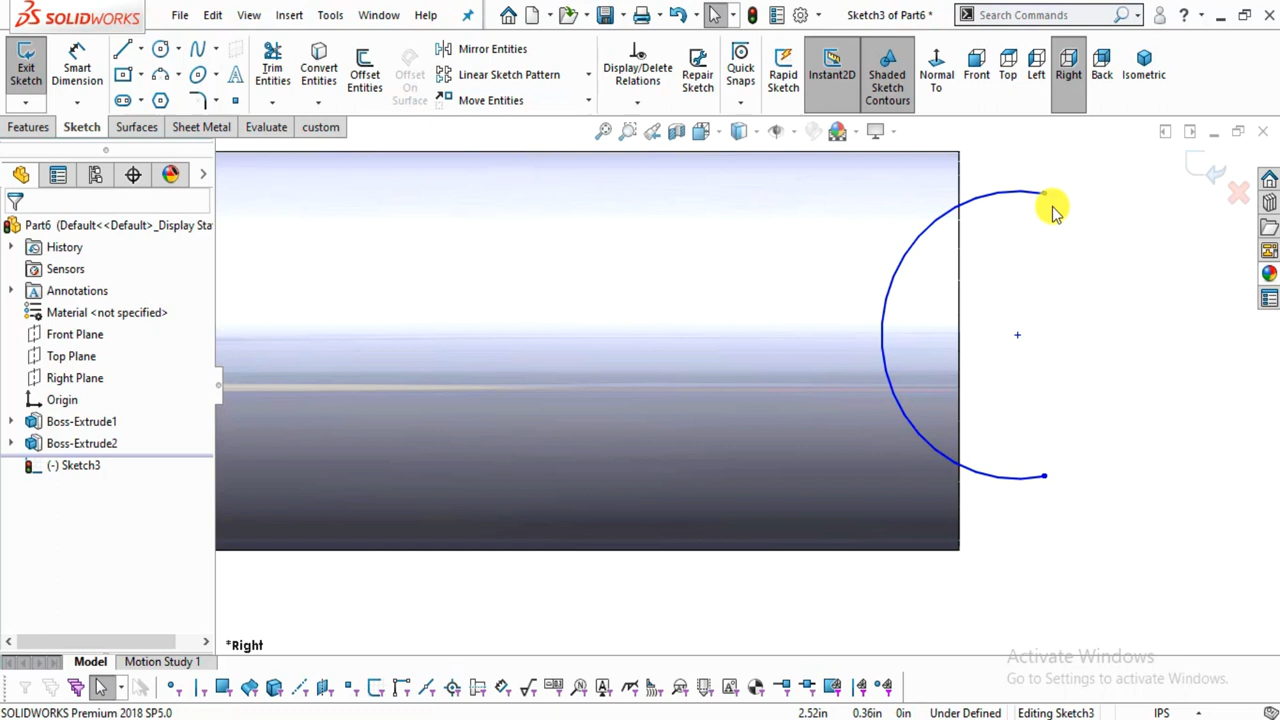 SOLIDWORKS File Edit View Insert Tools Window Help Sketch3 of Part6 * Search Commands ?
Exit Sketch
Smart Dimension
Trim Entities
Convert Entities
Offset Entities
Offset On Surface
Mirror Entities
Linear Sketch Pattern
Move Entities
Display/Delete Relations
Repair Sketch
Quick Snaps
Rapid Sketch
Instant2D
Shaded Sketch Contours
Normal To
Front
Top
Left
Right
Back
Isometric
Features Sketch Surfaces Sheet Metal Evaluate custom
Part6 (Default<<Default>_Display Sta
History
Sensors
Annotations
Material <not specified>
Front Plane
Top Plane
Right Plane
Origin
Boss-Extrude1
Boss-Extrude2
(-) Sketch3
*Right
Activate Windows
Go to Settings to activate Windows.
Model Motion Study 1
SOLIDWORKS Premium 2018 SP5.0 2.52in 0.36in 0in Under Defined Editing Sketch3 IPS